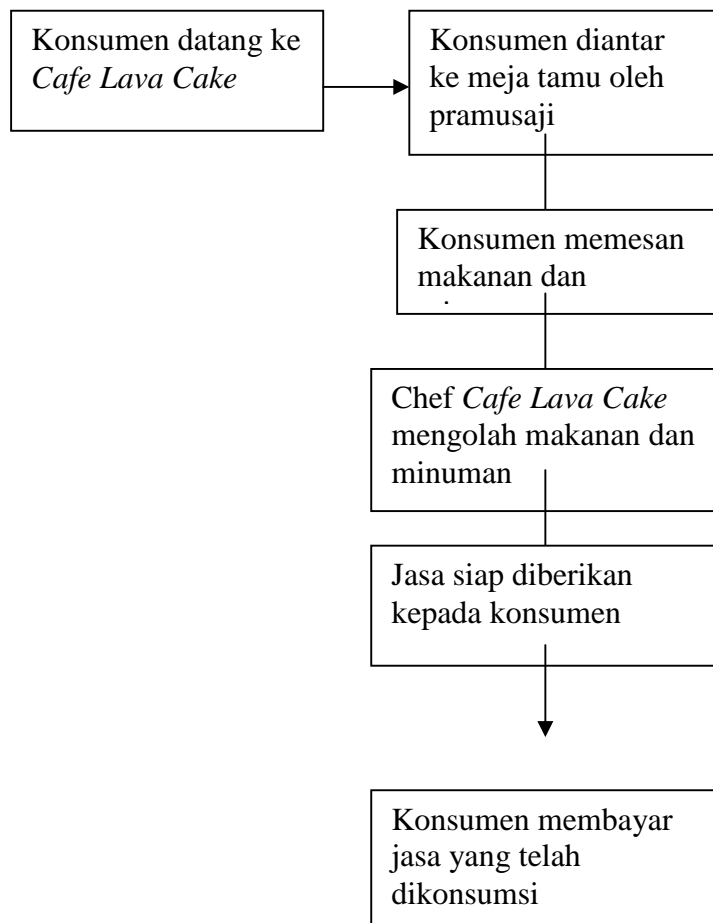 Konsumen datang ke
Cafe Lava Cake
Konsumen diantar
ke meja tamu oleh
pramusaji
Konsumen memesan
makanan dan
Chef Cafe Lava Cake
mengolah makanan dan
minuman
Jasa siap diberikan
kepada konsumen
Konsumen membayar
jasa yang telah
dikonsumsi